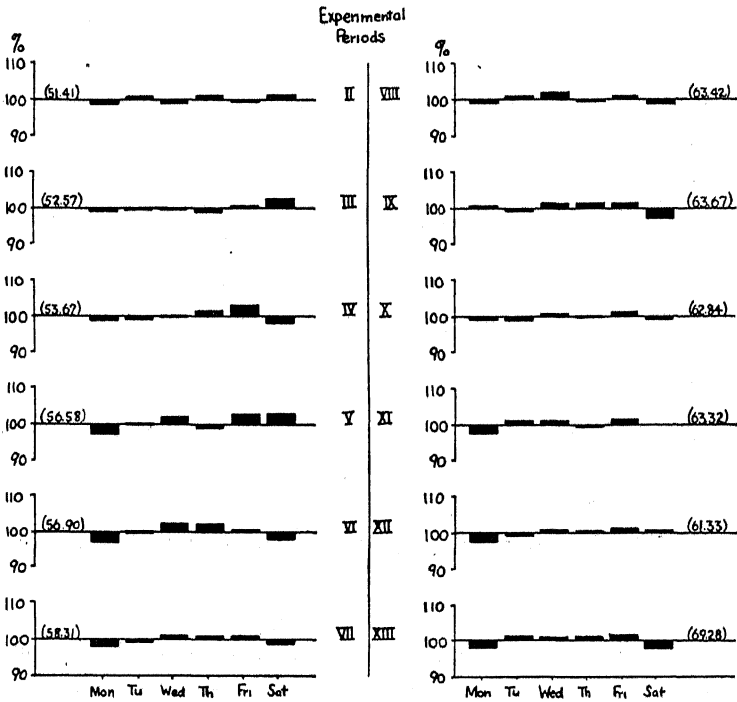 Experimental
Periods
% %
110 110
100 (51.41) II VIII 100 (63.42)
90 90
110 110
100 (52.57) III IX 100 (63.67)
90 90
110 110
100 (53.67) IV X 100 (62.84)
90 90
110 110
100 (56.58) V XI 100 (63.32)
90 90
110 110
100 (56.90) VI XII 100 (61.33)
90 90
110 110
100 (58.31) VII XIII 100 (69.28)
90 90
Mon Tu Wed Th Fri Sat Mon Tu Wed Th Fri Sat